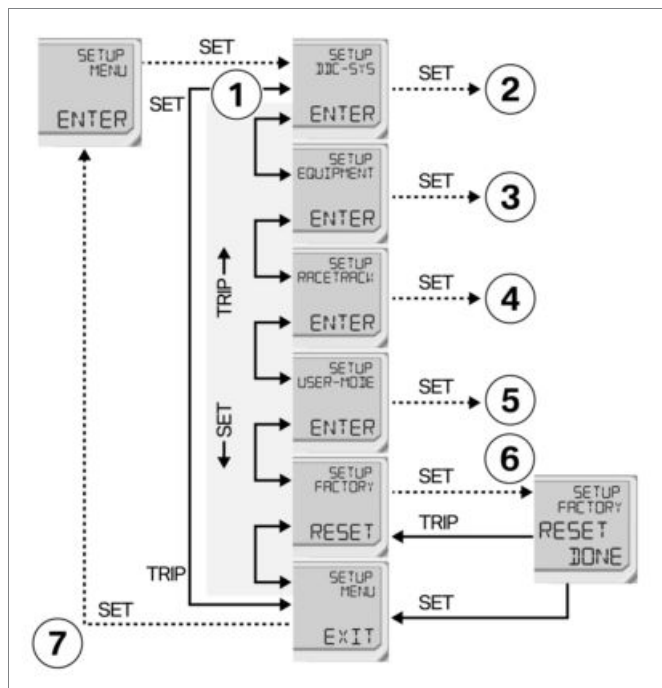 SETUP
MENU
ENTER
SET
SET
1
SETUP
DDC-SYS
ENTER
SET
2
SETUP
EQUIPMENT
ENTER
SET
3
SETUP
RACETRACK
ENTER
SET
4
TRIP
SETUP
USER-MODE
ENTER
SET
5
SET
SETUP
FACTORY
RESET
SET
6
TRIP
SETUP
FACTORY
RESET
DONE
TRIP
SETUP
MENU
EXIT
SET
SET
7